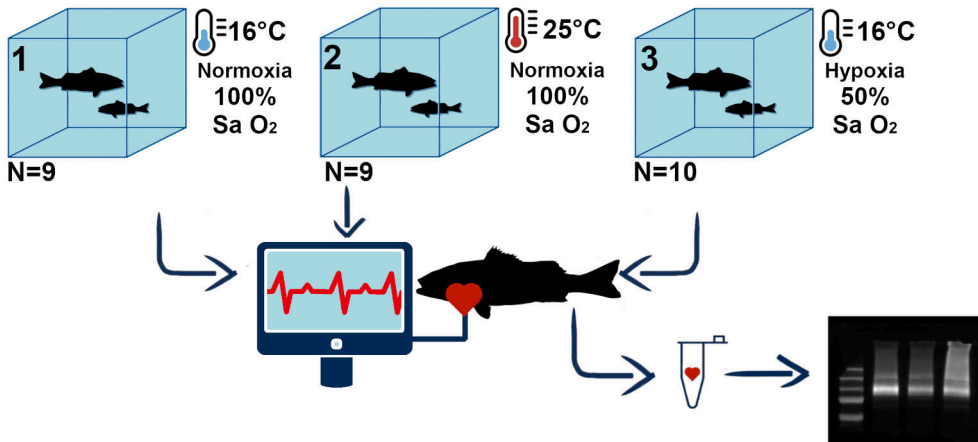 1
16°C
Normoxia
100%
Sa O₂
N=9
2
25°C
Normoxia
100%
Sa O₂
N=9
3
16°C
Hypoxia
50%
Sa O₂
N=10